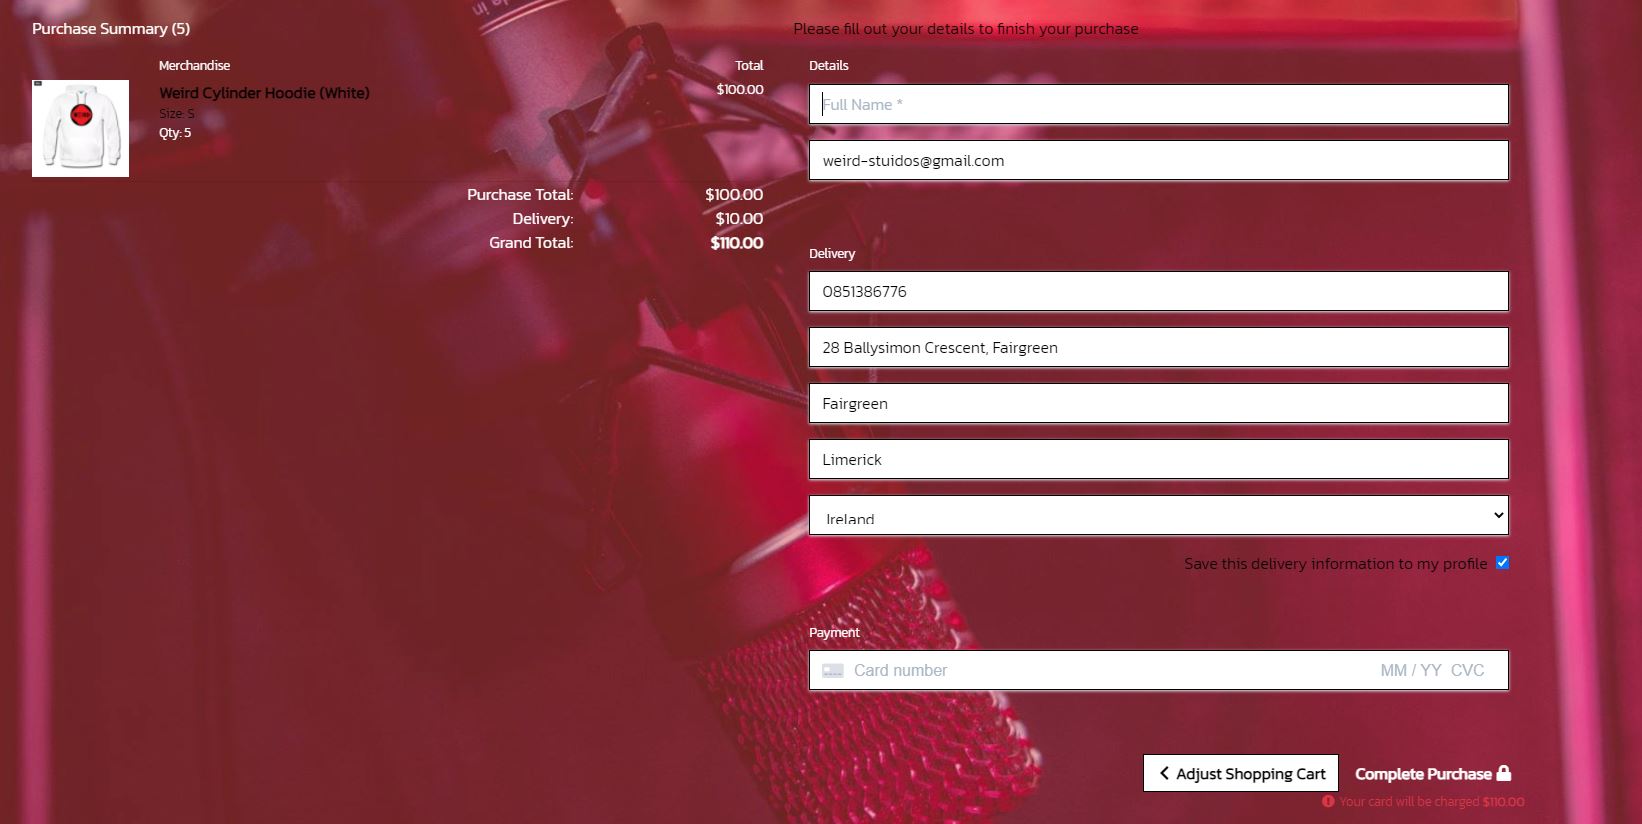 Purchase Summary (5)
Merchandise Total
Weird Cylinder Hoodie (White) $100.00
Size: S
Qty: 5
Purchase Total: $100.00
Delivery: $10.00
Grand Total: $110.00
Please fill out your details to finish your purchase
Details
Full Name *
weird-stuidos@gmail.com
Delivery
0851386776
28 Ballysimon Crescent, Fairgreen
Fairgreen
Limerick
Ireland
Save this delivery information to my profile
Payment
Card number MM / YY CVC
Adjust Shopping Cart Complete Purchase
Your card will be charged $110.00